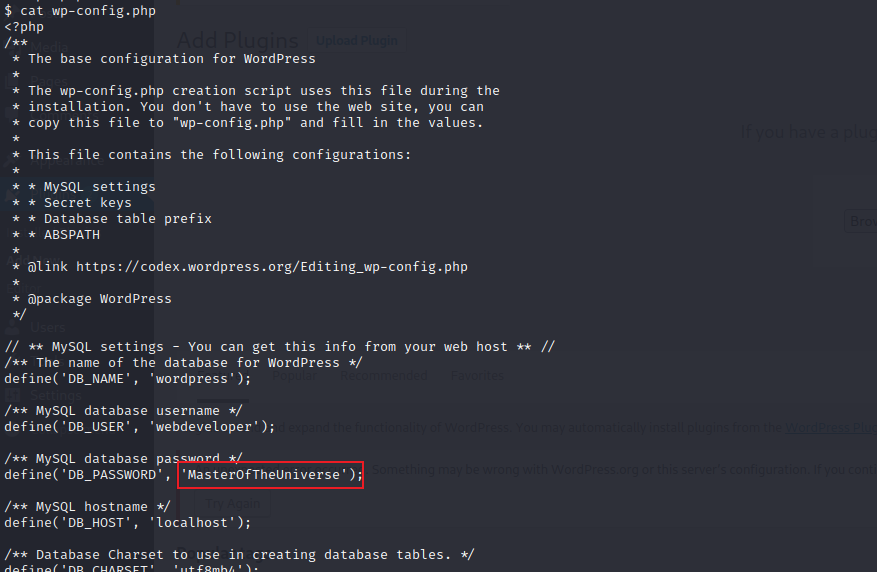 $ cat wp-config.php
<?php
/**
 * The base configuration for WordPress
 *
 * The wp-config.php creation script uses this file during the
 * installation. You don't have to use the web site, you can
 * copy this file to "wp-config.php" and fill in the values.
 *
 * This file contains the following configurations:
 *
 * * MySQL settings
 * * Secret keys
 * * Database table prefix
 * * ABSPATH
 *
 * @link https://codex.wordpress.org/Editing_wp-config.php
 *
 * @package WordPress
 */
// ** MySQL settings - You can get this info from your web host ** //
/** The name of the database for WordPress */
define('DB_NAME', 'wordpress');
/** MySQL database username */
define('DB_USER', 'webdeveloper');
/** MySQL database password */
define('DB_PASSWORD', 'MasterOfTheUniverse');
/** MySQL hostname */
define('DB_HOST', 'localhost');
/** Database Charset to use in creating database tables. */
define('DB_CHARSET', 'utf8mb4');
Add Plugins Upload Plugin
If you have a plug
Brow
Pages
Users
Settings
Popular Recommended Favorites
d expand the functionality of WordPress. You may automatically install plugins from the WordPress Plu
Something may be wrong with WordPress.org or this server's configuration. If you cont
Try Again